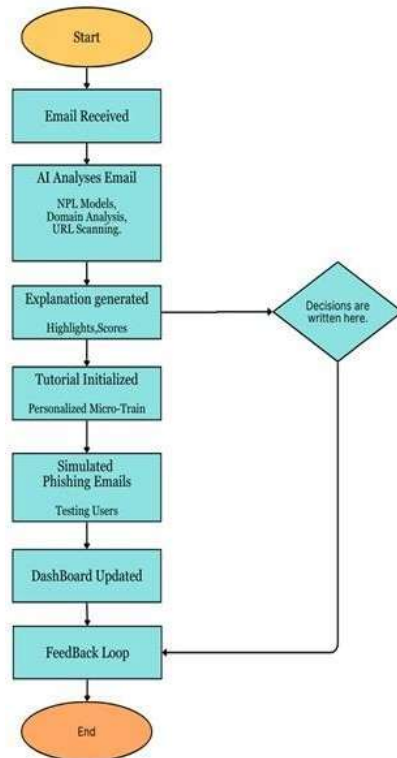 Start
Email Received
AI Analyses Email
NPL Models,
Domain Analysis,
URL Scanning.
Explanation generated
Highlights,Scores
Decisions are
written here.
Tutorial Initialized
Personalized Micro-Train
Simulated
Phishing Emails
Testing Users
DashBoard Updated
FeedBack Loop
End